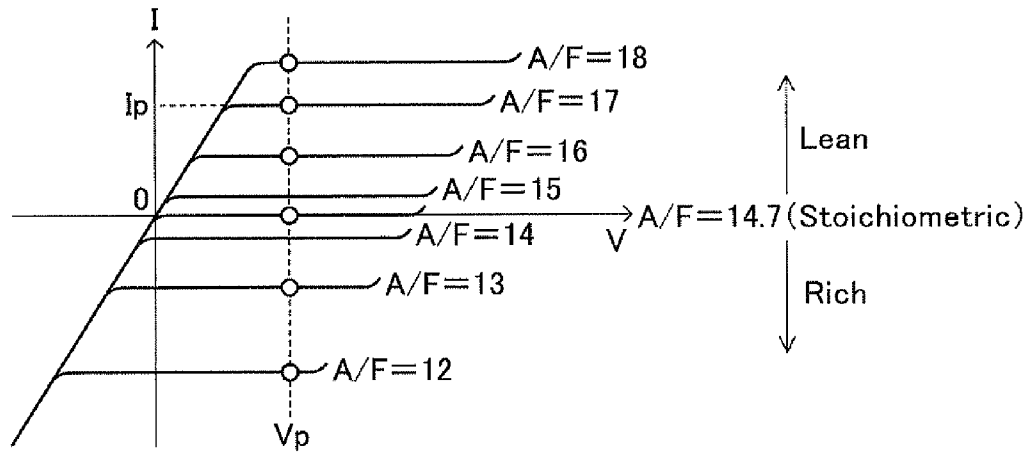 I
A/F=18
Ip
A/F=17
Lean
A/F=16
0
A/F=15
A/F=14.7(Stoichiometric)
V
A/F=14
A/F=13
Rich
A/F=12
Vp